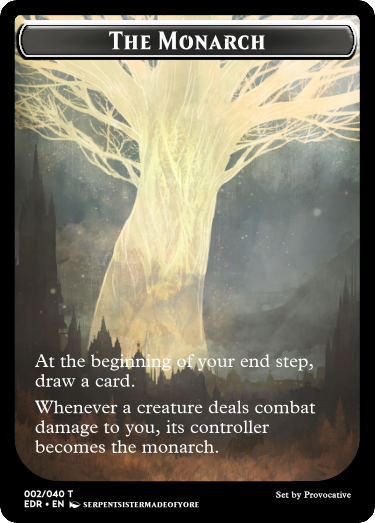 The Monarch
At the beginning of your end step,
draw a card.
Whenever a creature deals combat
damage to you, its controller
becomes the monarch.
002/040 T
EDR • EN SERPENTSISTERMADEOFYORE
Set by Provocative